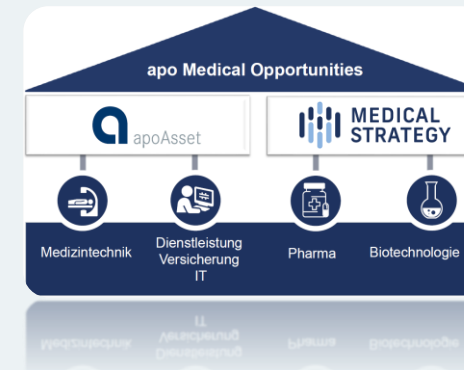 apo Medical Opportunities
apoAsset
MEDICAL
STRATEGY
Medizintechnik
Dienstleistung
Versicherung
IT
Pharma
Biotechnologie